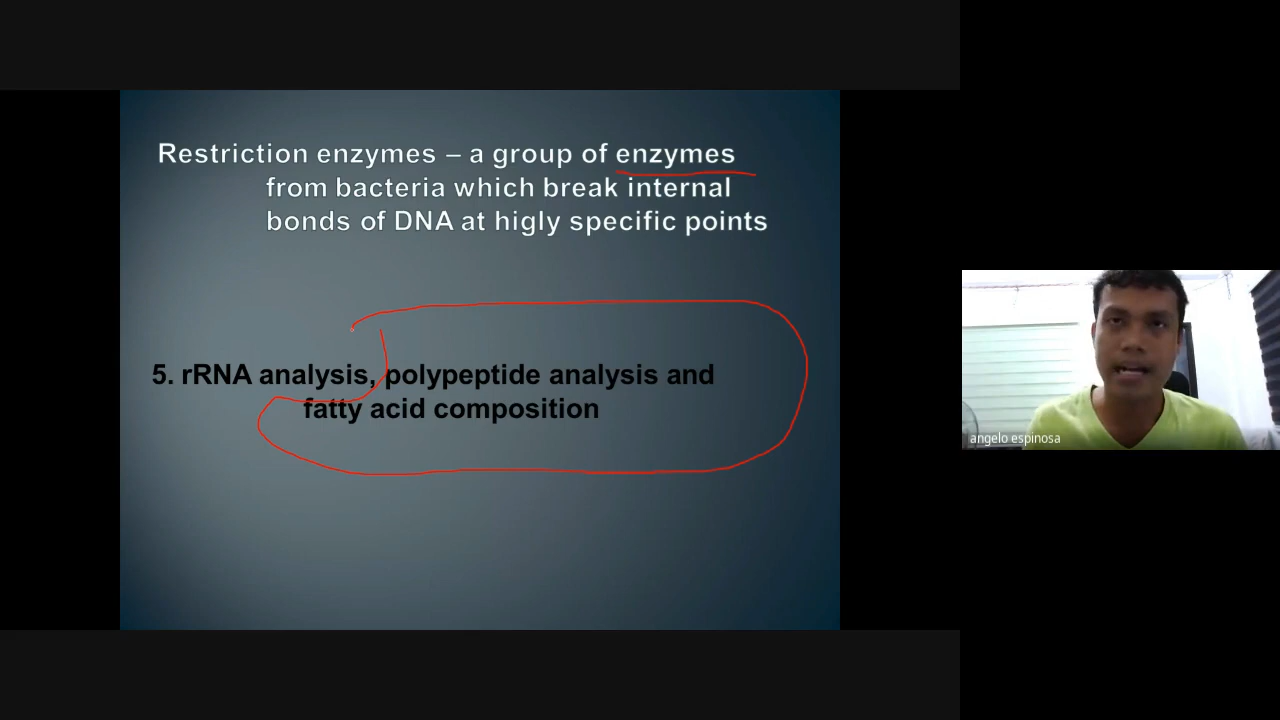 Restriction enzymes – a group of enzymes
from bacteria which break internal
bonds of DNA at higly specific points
5. rRNA analysis, polypeptide analysis and
fatty acid composition
angelo espinosa